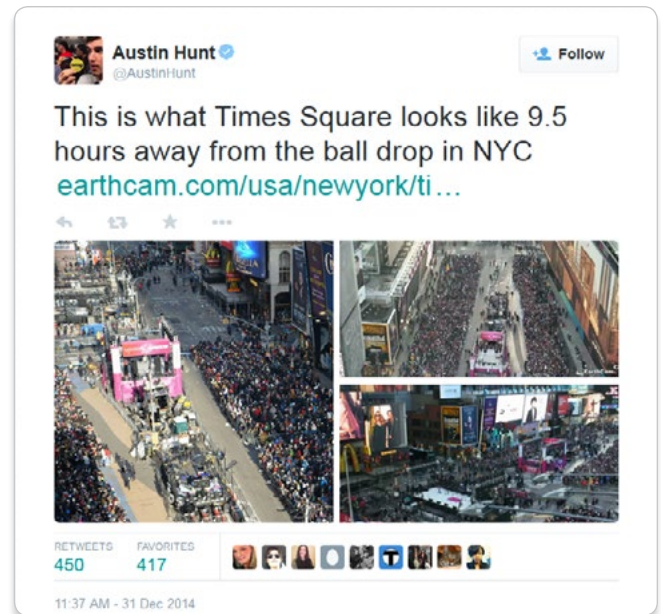 Austin Hunt
@AustinHunt
Follow
This is what Times Square looks like 9.5
hours away from the ball drop in NYC
earthcam.com/usa/newyork/ti...
EarthCam
RETWEETS FAVORITES
450 417
11:37 AM - 31 Dec 2014